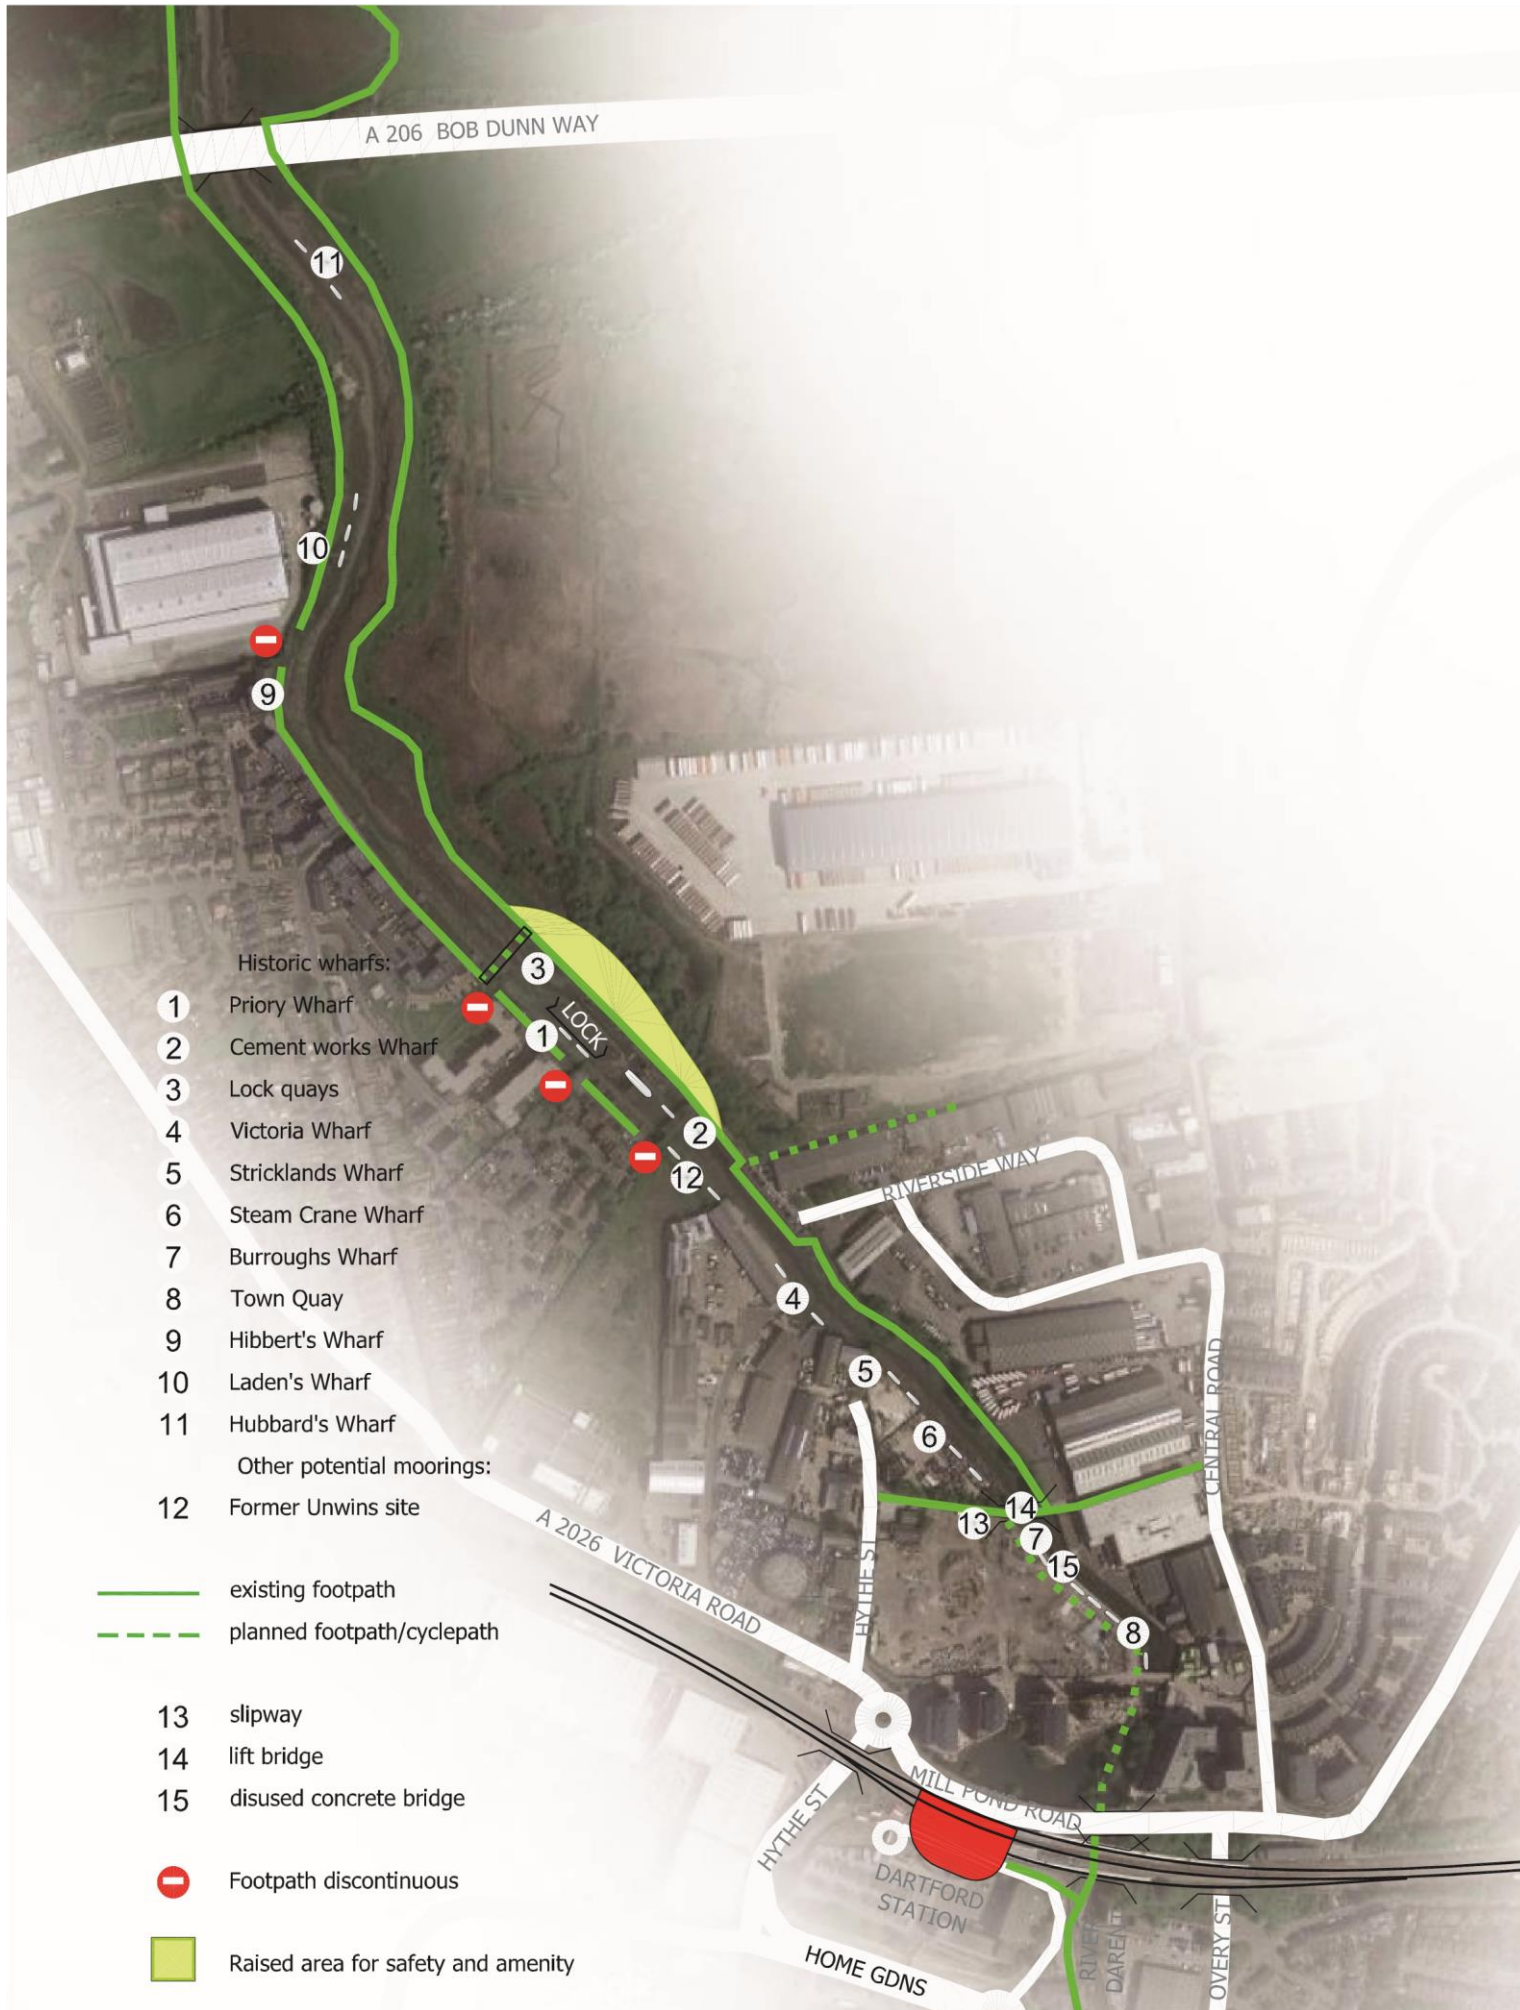 A 206 BOB DUNN WAY
11
10
9
3
LOCK
1
2
12
RIVERSIDE WAY
4
5
6
CENTRAL ROAD
14
13
7
15
8
HYTHE ST
A 2026 VICTORIA ROAD
MILL POND ROAD
HYTHE ST
DARTFORD
STATION
HOME GDNS
RIVER
DARENT
OVERY ST
Historic wharfs:
1 Priory Wharf
2 Cement works Wharf
3 Lock quays
4 Victoria Wharf
5 Stricklands Wharf
6 Steam Crane Wharf
7 Burroughs Wharf
8 Town Quay
9 Hibbert's Wharf
10 Laden's Wharf
11 Hubbard's Wharf
Other potential moorings:
12 Former Unwins site
existing footpath
planned footpath/cyclepath
13 slipway
14 lift bridge
15 disused concrete bridge
Footpath discontinuous
Raised area for safety and amenity